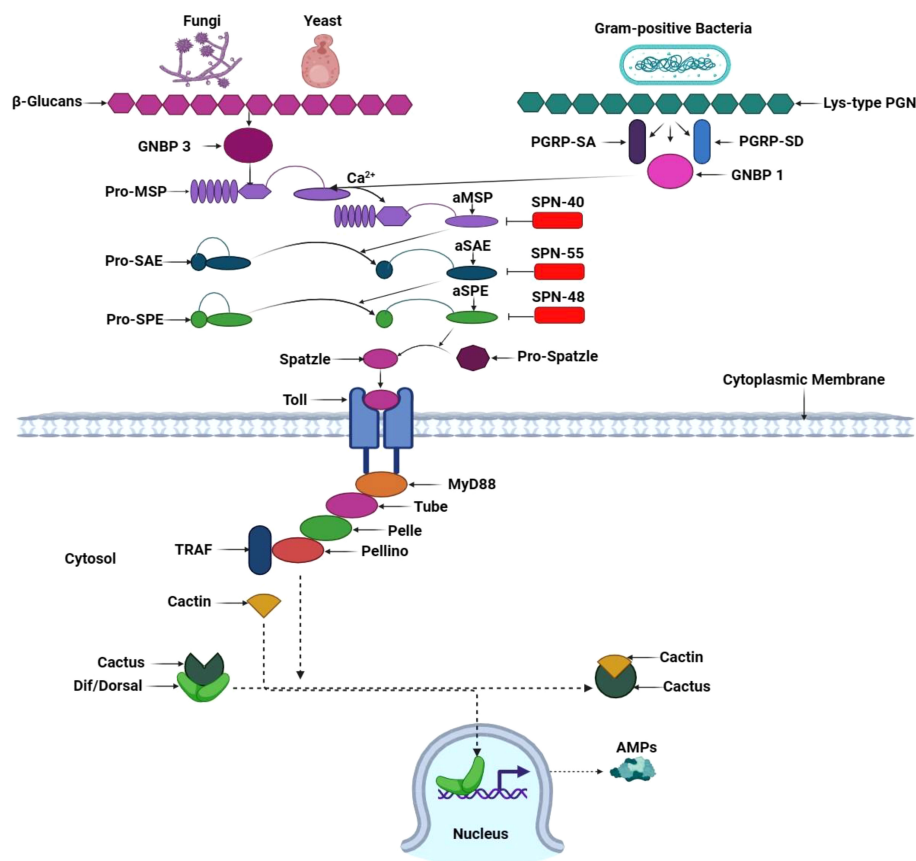 Fungi
Yeast
Gram-positive Bacteria
β-Glucans
Lys-type PGN
GNBP 3
PGRP-SA
PGRP-SD
GNBP 1
Pro-MSP
Ca2+
aMSP
SPN-40
Pro-SAE
aSAE
SPN-55
aSPE
SPN-48
Pro-SPE
Spatzle
Pro-Spatzle
Toll
Cytoplasmic Membrane
MyD88
Tube
Pelle
TRAF
Pellino
Cytosol
Cactin
Cactus
Cactin
Dif/Dorsal
Cactus
AMPs
Nucleus